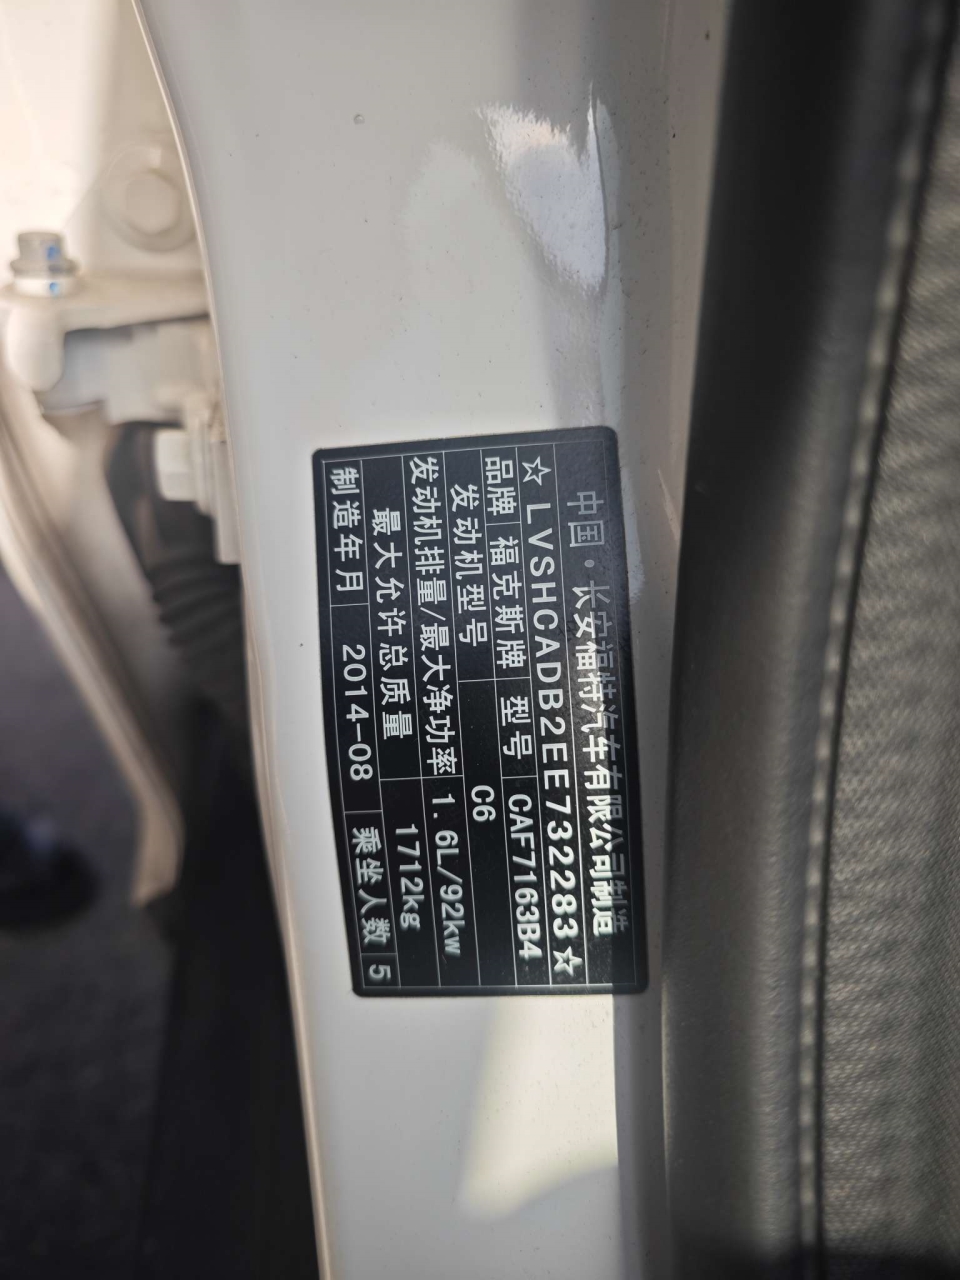 中国·长安福特汽车有限公司制造
☆LVSHCADB2EE732283☆
品牌 福克斯牌 型号 CAF7163B4
发动机型号 C6
发动机排量/最大净功率 1.6L/92kw
最大允许总质量 1712kg
制造年月 2014-08 乘坐人数 5